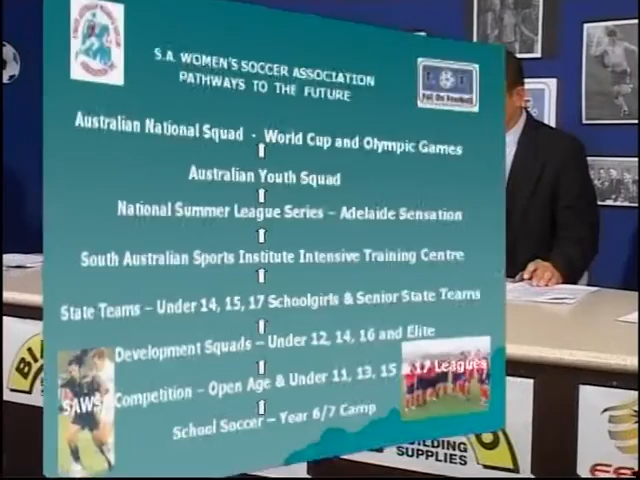 S.A. WOMEN'S SOCCER ASSOCIATION
PATHWAYS TO THE FUTURE
Australian National Squad - World Cup and Olympic Games
Australian Youth Squad
National Summer League Series – Adelaide Sensation
South Australian Sports Institute Intensive Training Centre
State Teams – Under 14, 15, 17 Schoolgirls & Senior State Teams
Development Squads – Under 12, 14, 16 and Elite
SAWSA Competition – Open Age & Under 11, 13, 15 & 17 Leagues
School Soccer – Year 6/7 Camp
BUILDING
SUPPLIES